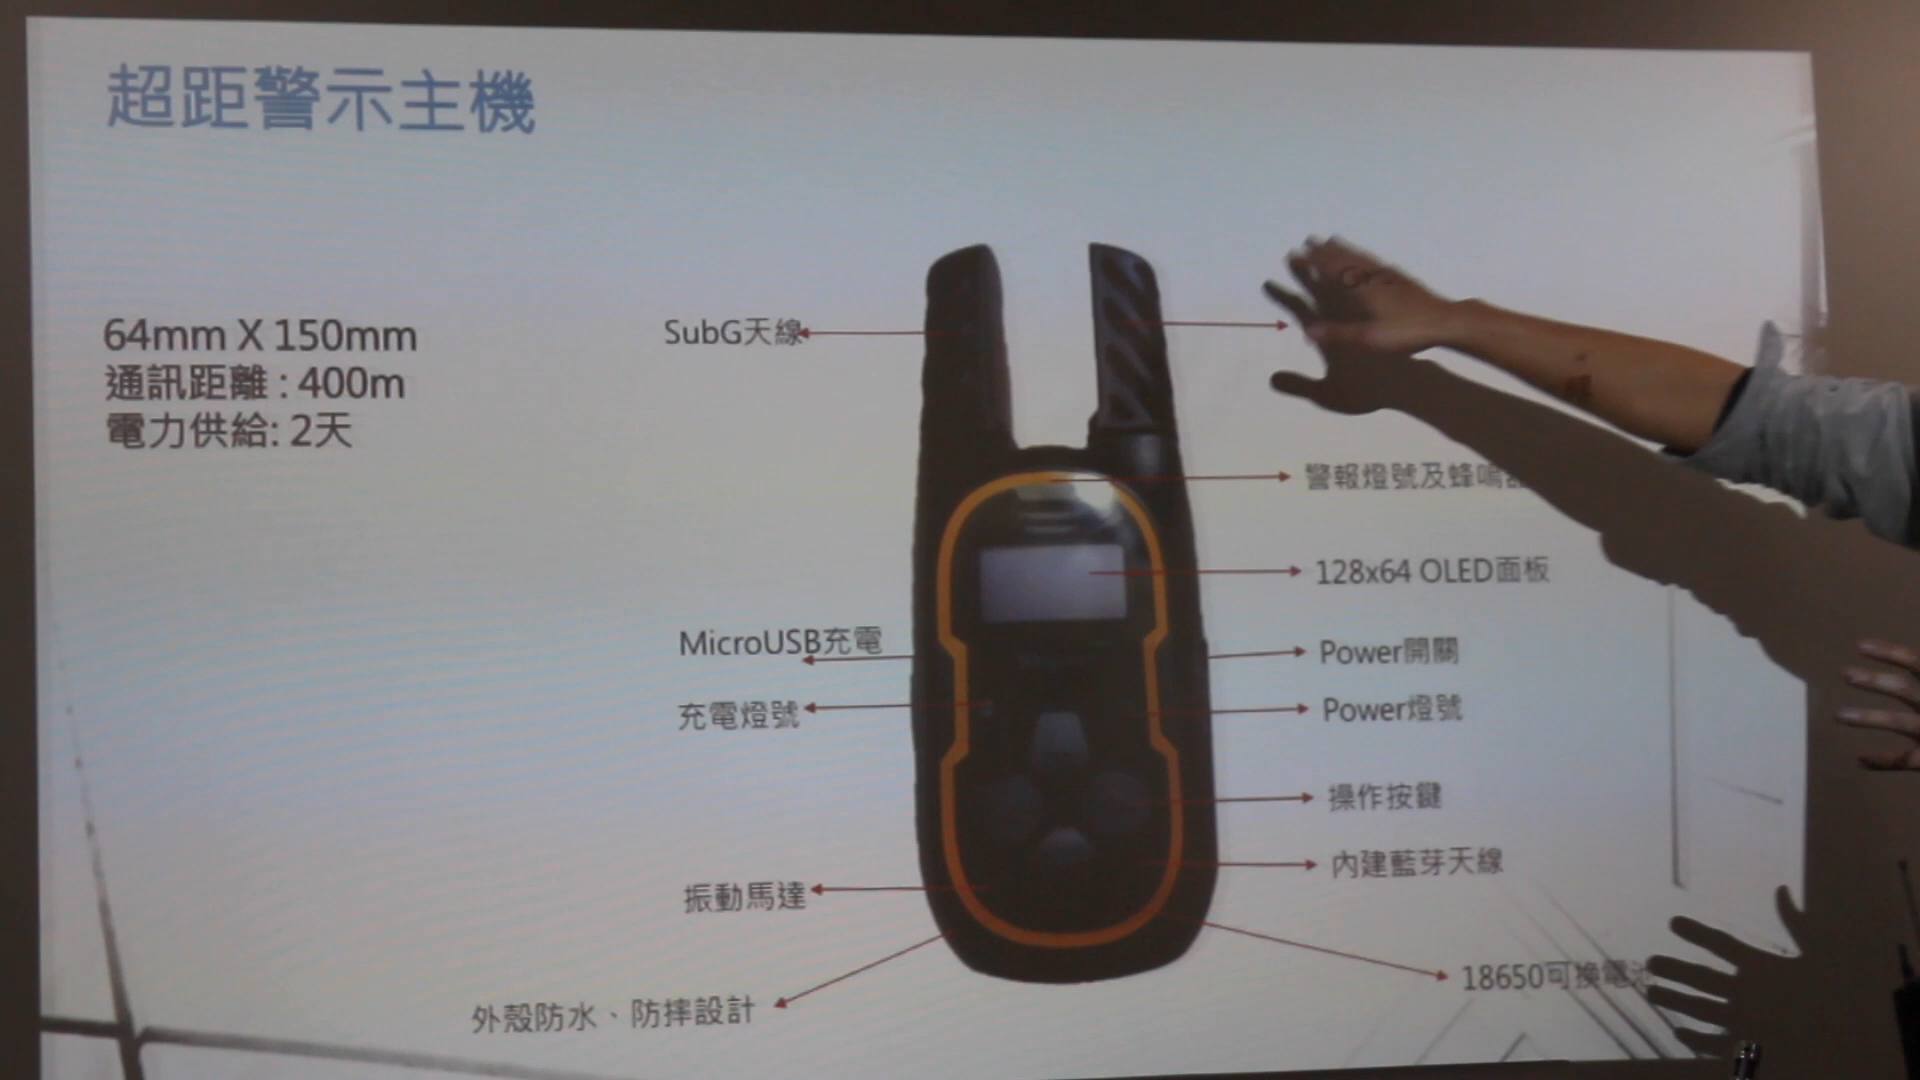 超距警示主機
64mm X 150mm
通訊距離 : 400m
電力供給: 2天
SubG天線
警報燈號及蜂鳴器
128x64 OLED面板
MicroUSB充電
Power開關
充電燈號
Power燈號
操作按鍵
內建藍芽天線
振動馬達
18650可換電池
外殼防水、防摔設計